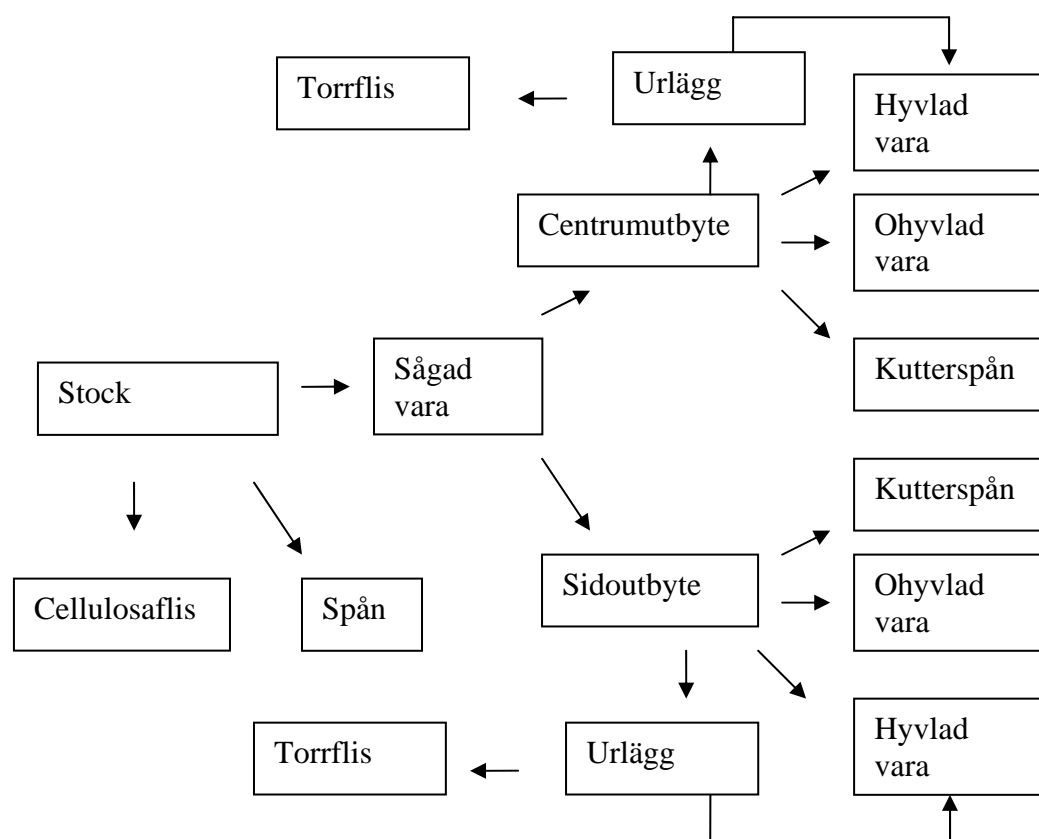 Torrflis
Urlägg
Hyvlad
vara
Centrumutbyte
Ohyvlad
vara
Stock
Sågad
vara
Kutterspån
Kutterspån
Cellulosaflis
Spån
Sidoutbyte
Ohyvlad
vara
Torrflis
Urlägg
Hyvlad
vara